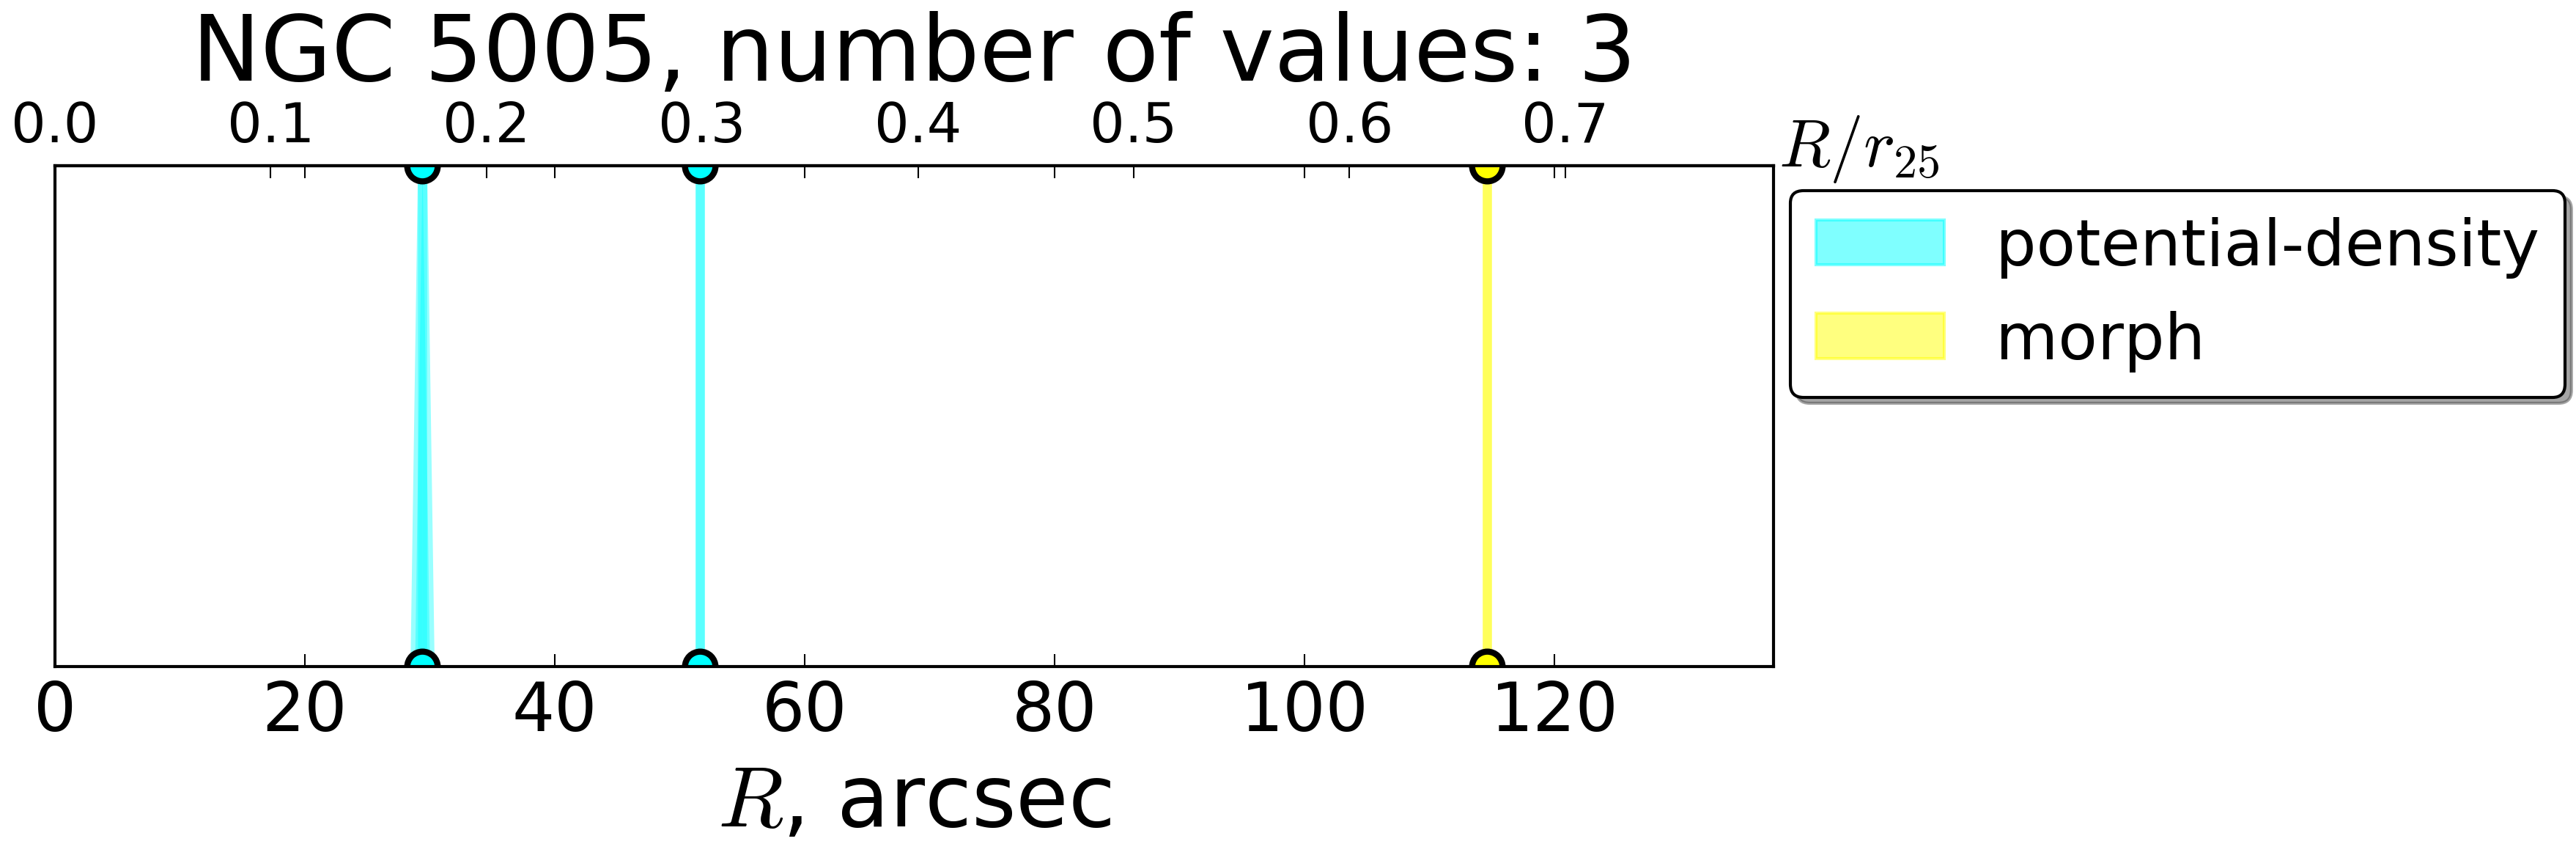 NGC 5005, number of values: 3
0.0 0.1 0.2 0.3 0.4 0.5 0.6 0.7
R/r₂₅
potential-density
morph
0 20 40 60 80 100 120
R, arcsec